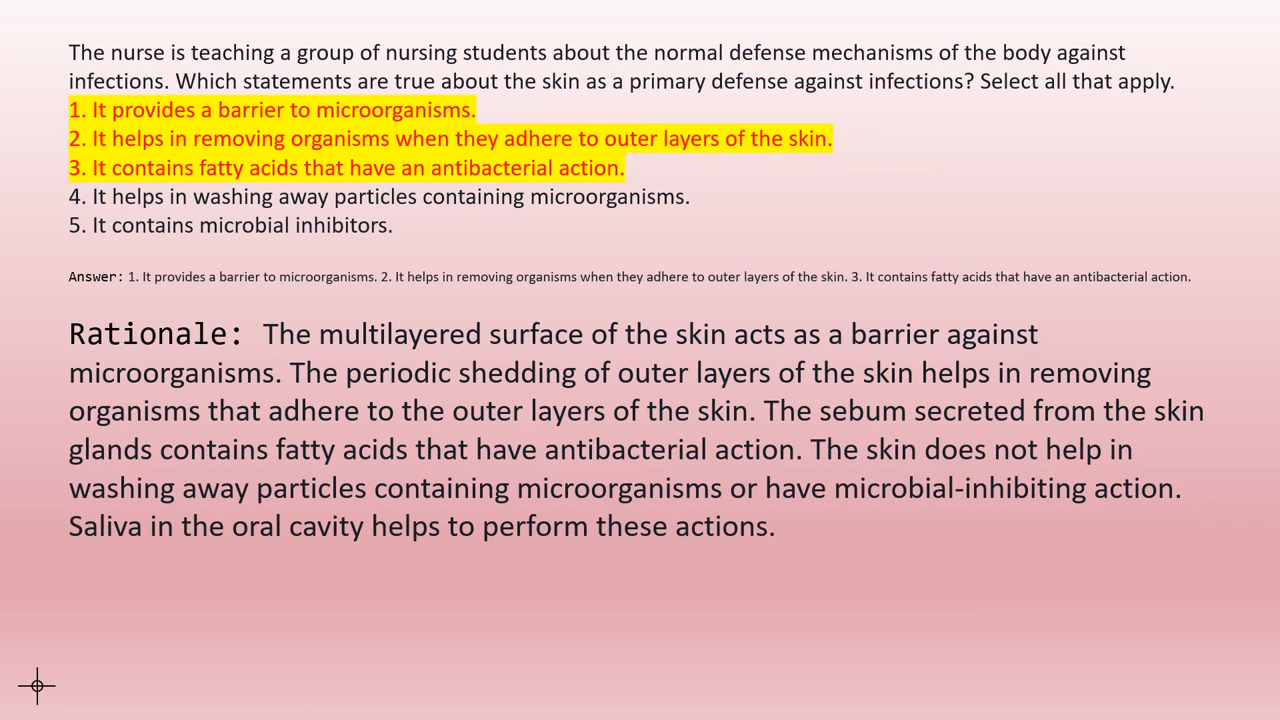 The nurse is teaching a group of nursing students about the normal defense mechanisms of the body against
infections. Which statements are true about the skin as a primary defense against infections? Select all that apply.
1. It provides a barrier to microorganisms.
2. It helps in removing organisms when they adhere to outer layers of the skin.
3. It contains fatty acids that have an antibacterial action.
4. It helps in washing away particles containing microorganisms.
5. It contains microbial inhibitors.
Answer: 1. It provides a barrier to microorganisms. 2. It helps in removing organisms when they adhere to outer layers of the skin. 3. It contains fatty acids that have an antibacterial action.
Rationale: The multilayered surface of the skin acts as a barrier against
microorganisms. The periodic shedding of outer layers of the skin helps in removing
organisms that adhere to the outer layers of the skin. The sebum secreted from the skin
glands contains fatty acids that have antibacterial action. The skin does not help in
washing away particles containing microorganisms or have microbial-inhibiting action.
Saliva in the oral cavity helps to perform these actions.